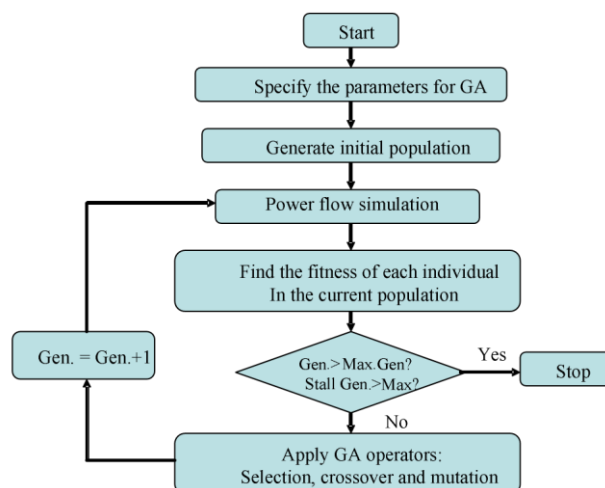 Start
Specify the parameters for GA
Generate initial population
Power flow simulation
Find the fitness of each individual
In the current population
Gen. = Gen.+1
Gen.>Max.Gen?
Stall Gen.>Max?
Yes
Stop
No
Apply GA operators:
Selection, crossover and mutation